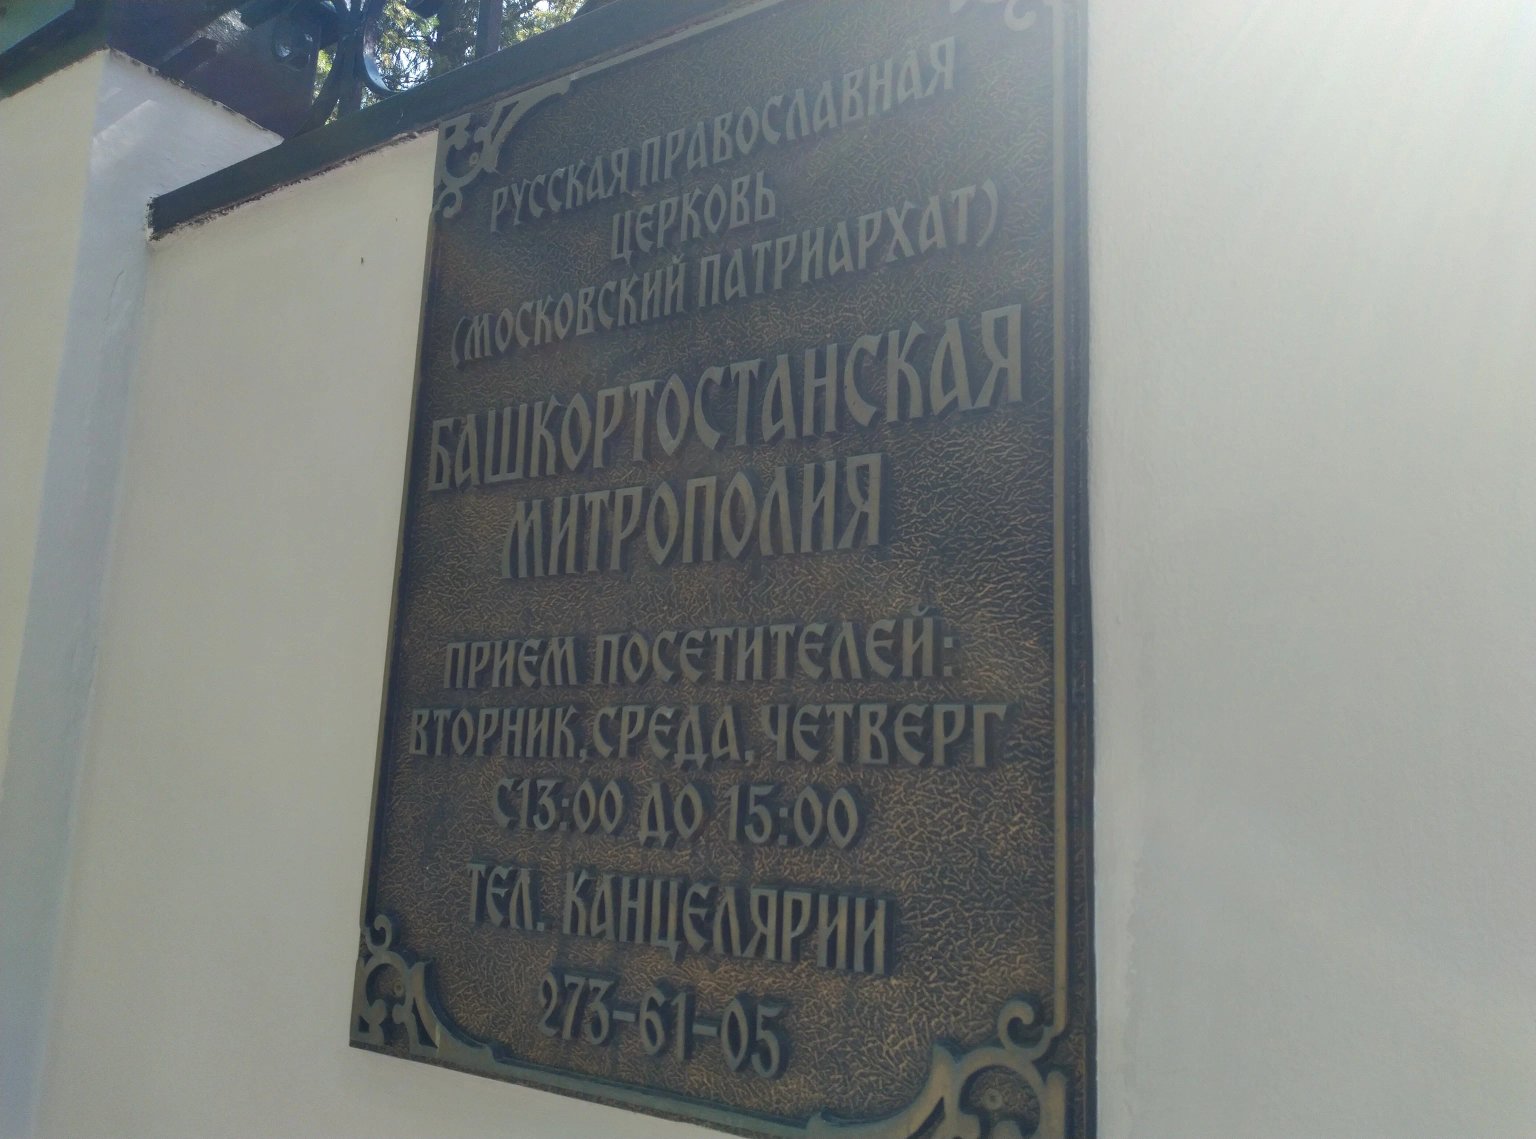 РУССКАЯ ПРАВОСЛАВНАЯ
ЦЕРКОВЬ
(МОСКОВСКИЙ ПАТРИАРХАТ)
БАШКОРТОСТАНСКАЯ
МИТРОПОЛИЯ
ПРИЕМ ПОСЕТИТЕЛЕЙ:
ВТОРНИК, СРЕДА, ЧЕТВЕРГ
С 13:00 ДО 15:00
ТЕЛ. КАНЦЕЛЯРИИ
273-61-05